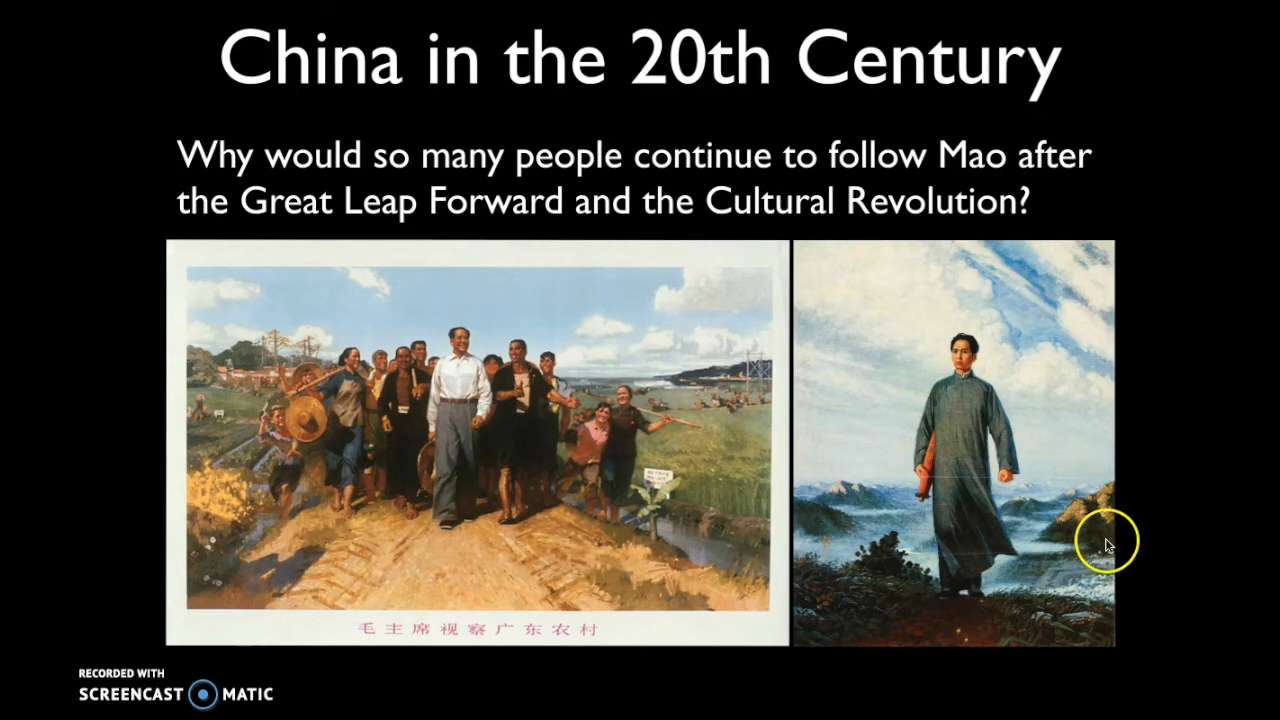 China in the 20th Century
Why would so many people continue to follow Mao after
the Great Leap Forward and the Cultural Revolution?
毛主席视察广东农村
RECORDED WITH
SCREENCAST MATIC